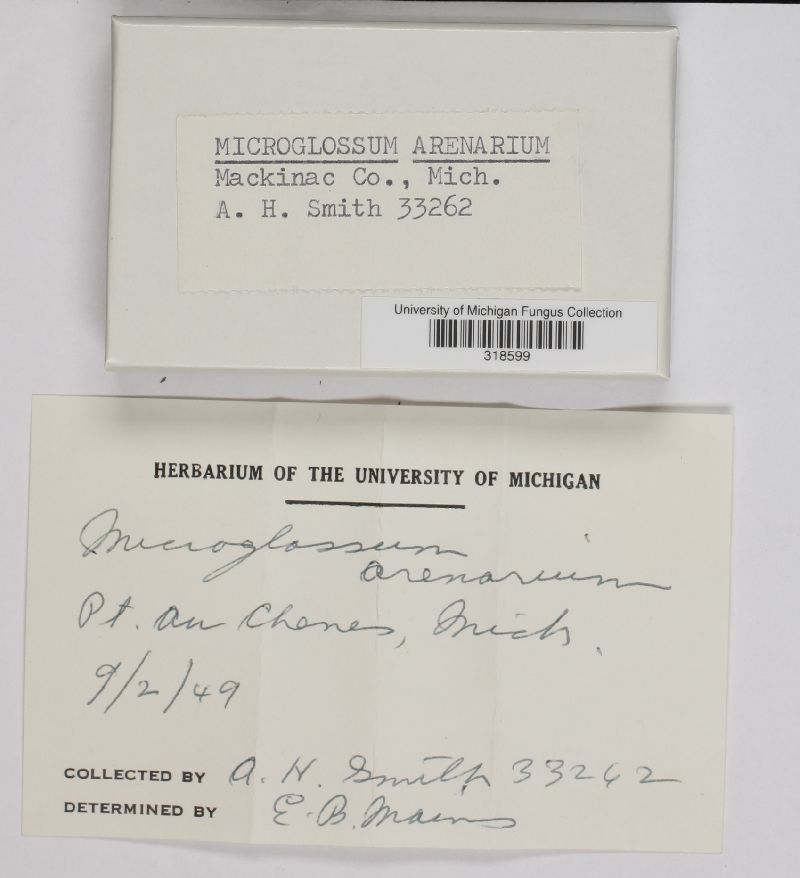 MICROGLOSSUM ARENARIUM
Mackinac Co., Mich.
A. H. Smith 33262
University of Michigan Fungus Collection
318599
HERBARIUM OF THE UNIVERSITY OF MICHIGAN
Microglossum
arenarium
Pt. au Chenes, Mich.
9/2/49
COLLECTED BY A. H. Smith 33262
DETERMINED BY E. B. Mains